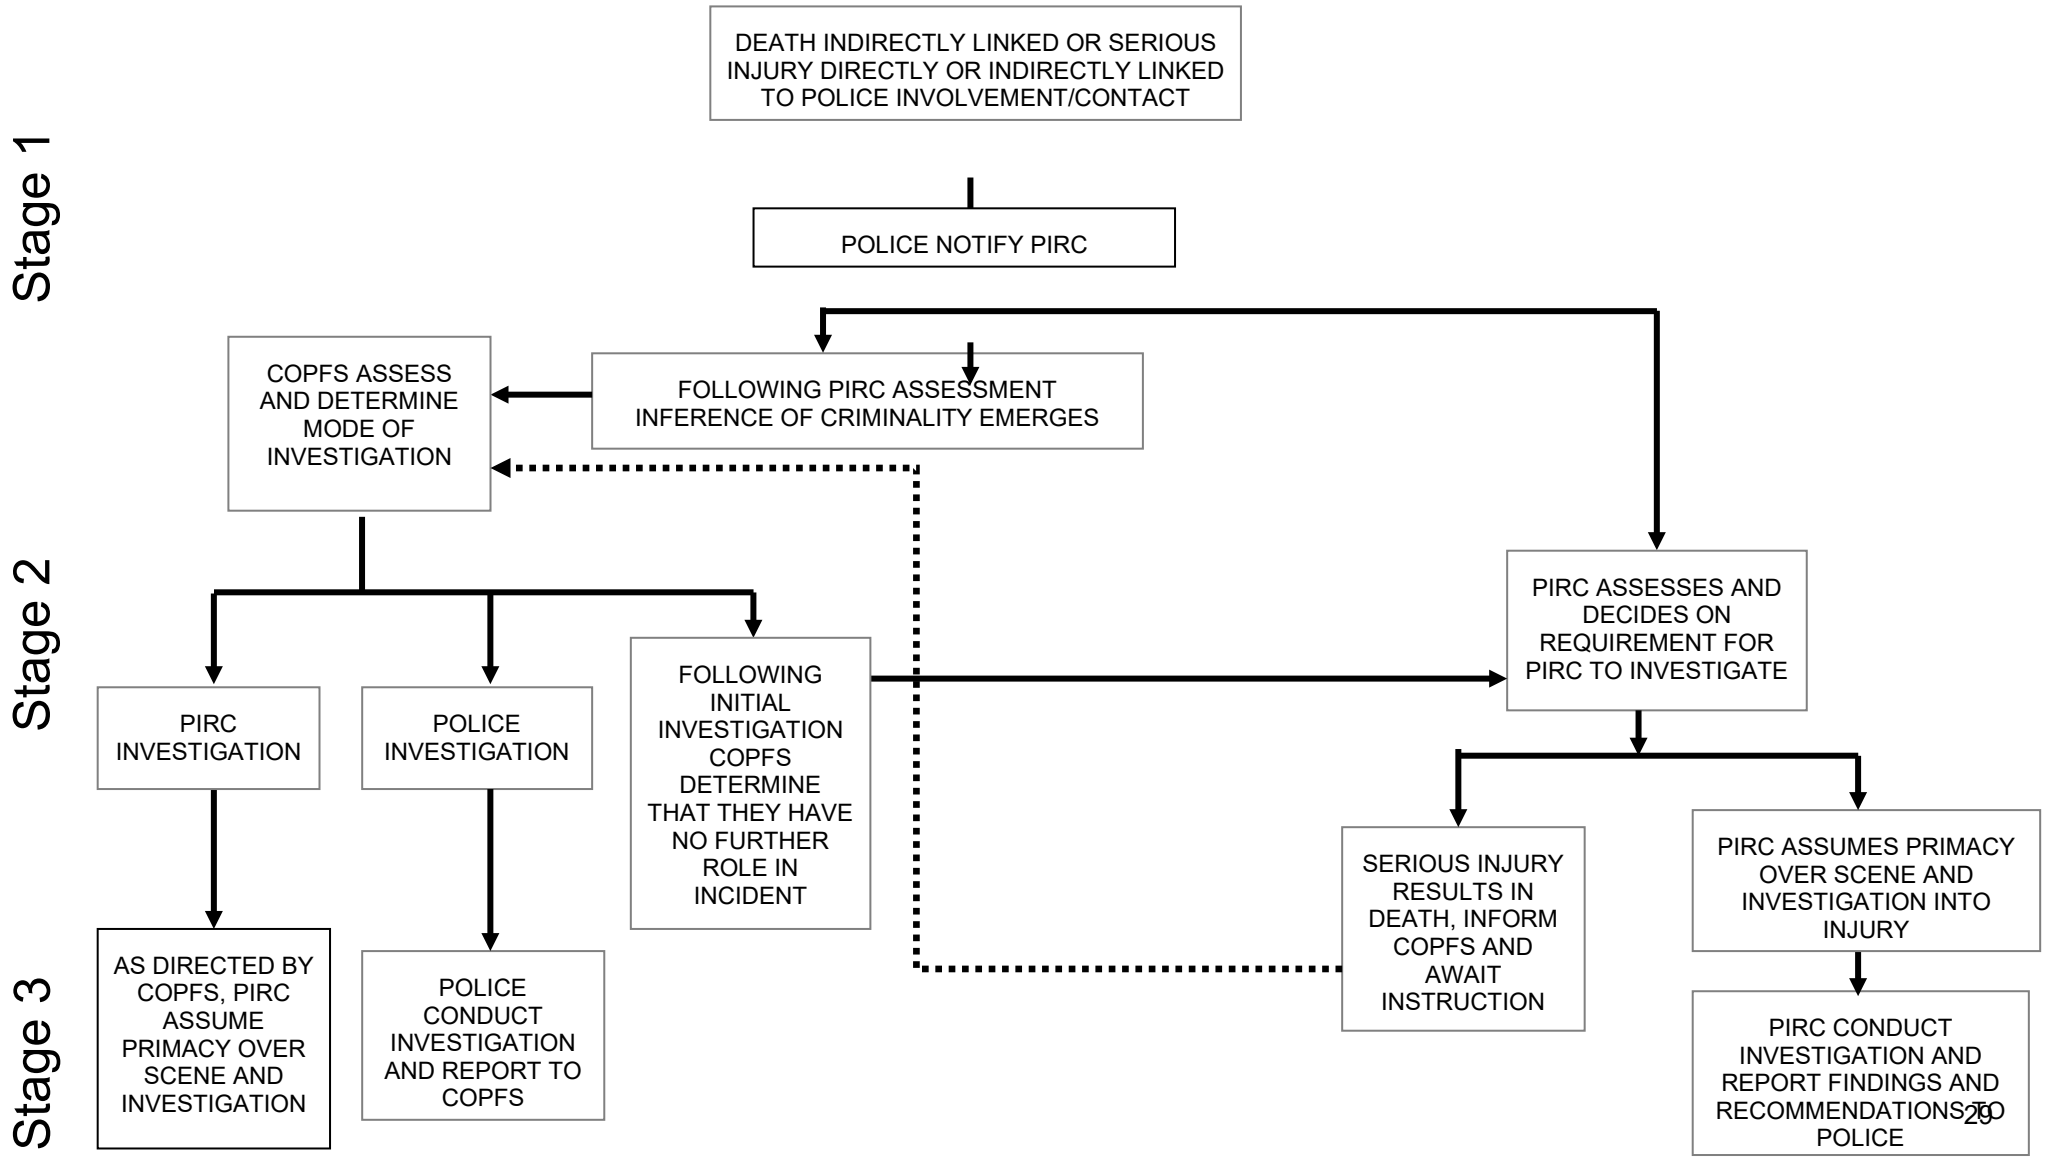 DEATH INDIRECTLY LINKED OR SERIOUS
INJURY DIRECTLY OR INDIRECTLY LINKED
TO POLICE INVOLVEMENT/CONTACT
Stage 1
POLICE NOTIFY PIRC
COPFS ASSESS
AND DETERMINE
MODE OF
INVESTIGATION
FOLLOWING PIRC ASSESSMENT
INFERENCE OF CRIMINALITY EMERGES
Stage 2
PIRC ASSESSES AND
DECIDES ON
REQUIREMENT FOR
PIRC TO INVESTIGATE
PIRC
INVESTIGATION
POLICE
INVESTIGATION
FOLLOWING
INITIAL
INVESTIGATION
COPFS
DETERMINE
THAT THEY HAVE
NO FURTHER
ROLE IN
INCIDENT
SERIOUS INJURY
RESULTS IN
DEATH, INFORM
COPFS AND
AWAIT
INSTRUCTION
PIRC ASSUMES PRIMACY
OVER SCENE AND
INVESTIGATION INTO
INJURY
Stage 3
AS DIRECTED BY
COPFS, PIRC
ASSUME
PRIMACY OVER
SCENE AND
INVESTIGATION
POLICE
CONDUCT
INVESTIGATION
AND REPORT TO
COPFS
PIRC CONDUCT
INVESTIGATION AND
REPORT FINDINGS AND
RECOMMENDATIONS TO
POLICE
29